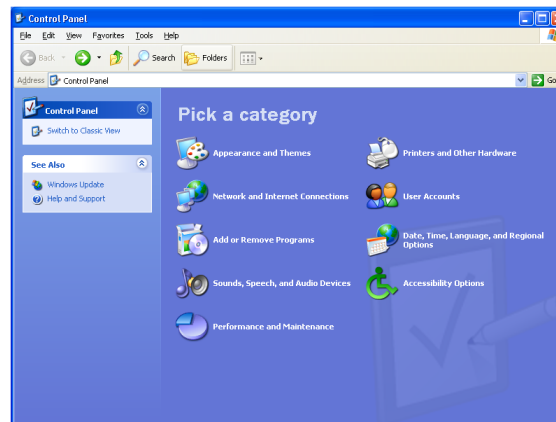 Control Panel
File Edit View Favorites Tools Help
Back Search Folders
Address Control Panel Go
Control Panel
Switch to Classic View
See Also
Windows Update
Help and Support
Pick a category
Appearance and Themes
Printers and Other Hardware
Network and Internet Connections
User Accounts
Add or Remove Programs
Date, Time, Language, and Regional
Options
Sounds, Speech, and Audio Devices
Accessibility Options
Performance and Maintenance